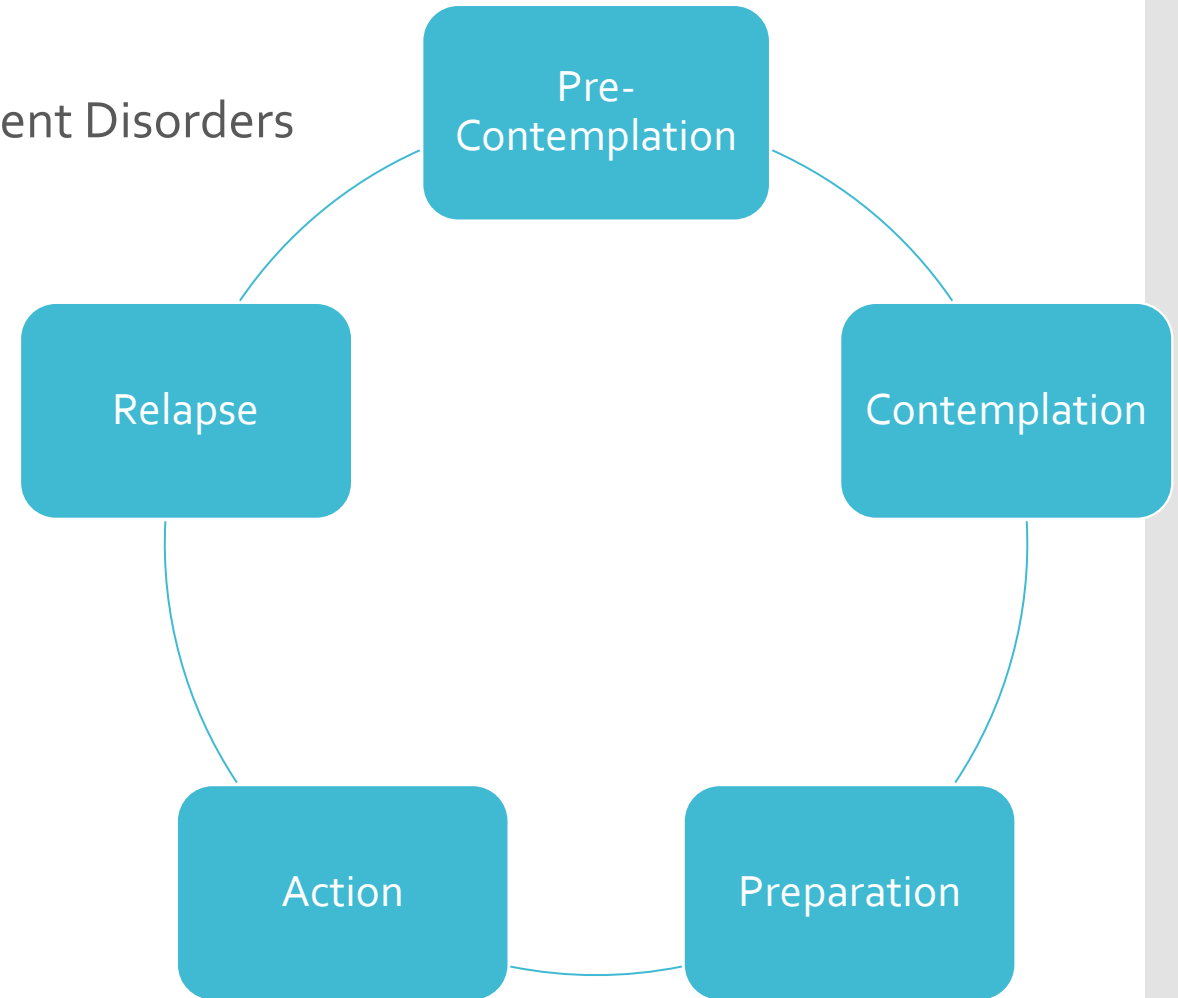 ent Disorders
Pre-
Contemplation
Contemplation
Preparation
Action
Relapse